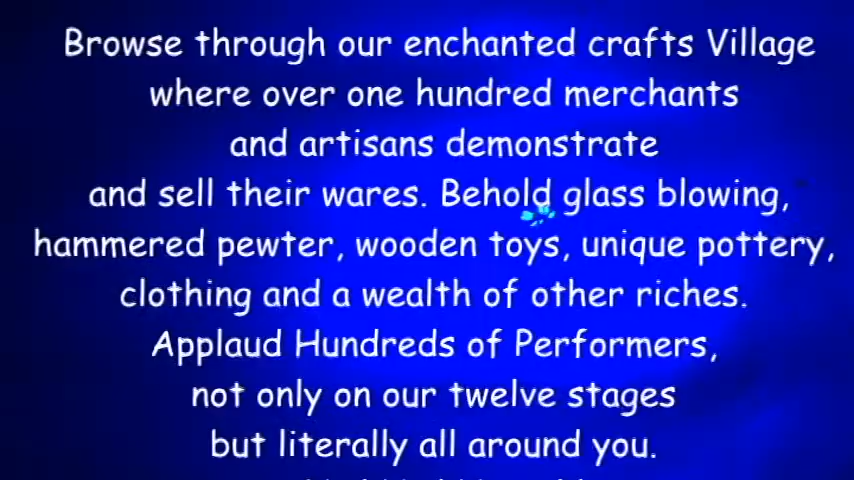 Browse through our enchanted crafts Village
where over one hundred merchants
and artisans demonstrate
and sell their wares. Behold glass blowing,
hammered pewter, wooden toys, unique pottery,
clothing and a wealth of other riches.
Applaud Hundreds of Performers,
not only on our twelve stages
but literally all around you.